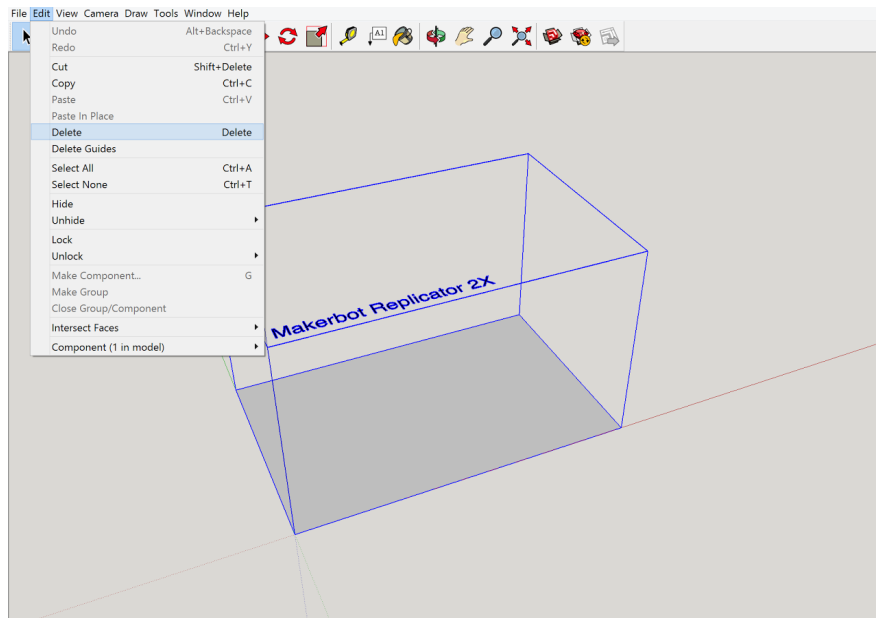 File Edit View Camera Draw Tools Window Help
Undo Alt+Backspace
Redo Ctrl+Y
Cut Shift+Delete
Copy Ctrl+C
Paste Ctrl+V
Paste In Place
Delete Delete
Delete Guides
Select All Ctrl+A
Select None Ctrl+T
Hide
Unhide
Lock
Unlock
Make Component... G
Make Group
Close Group/Component
Intersect Faces
Component (1 in model)
A1
Makerbot Replicator 2X